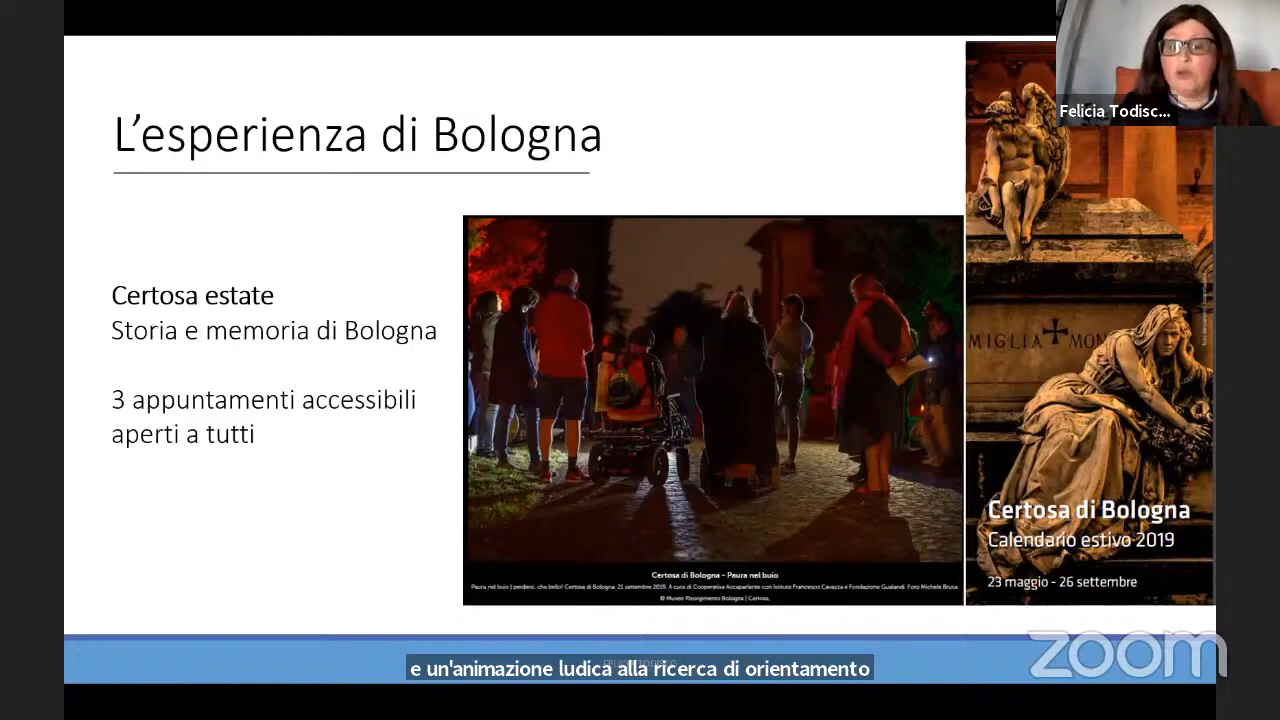 L'esperienza di Bologna
Certosa estate
Storia e memoria di Bologna
3 appuntamenti accessibili
aperti a tutti
Certosa di Bologna – Paura nel buio
Paura nel buio | perdersi, che bello! Certosa di Bologna, 21 settembre 2019. A cura di Cooperativa Accaparlante con Istituto Francesco Cavazza e Fondazione Gualandi. Foto Michele Brusa.
© Museo Risorgimento Bologna | Certosa.
MIGLIA MON
Certosa di Bologna
Calendario estivo 2019
23 maggio - 26 settembre
Felicia Todisc...
e un'animazione ludica alla ricerca di orientamento
zoom